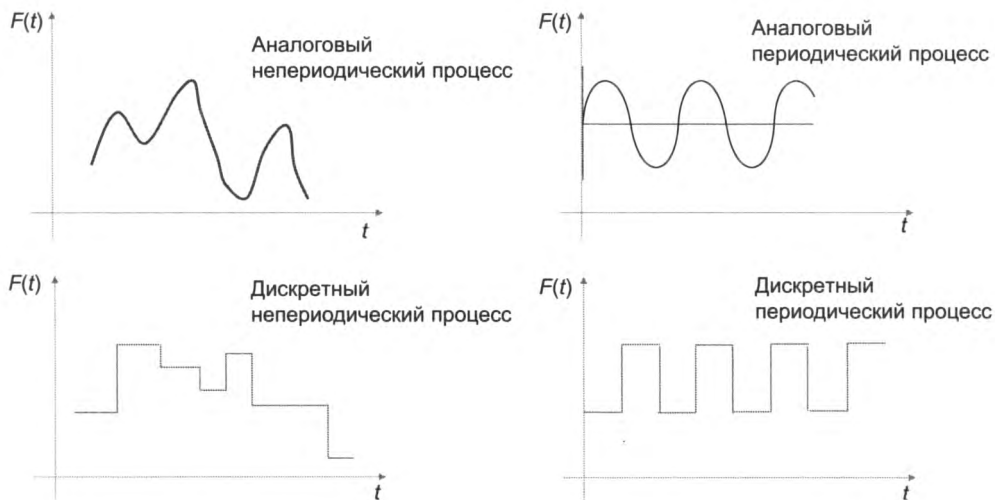 F(t)
Аналоговый
непериодический процесс
t
F(t)
Аналоговый
периодический процесс
t
F(t)
Дискретный
непериодический процесс
t
F(t)
Дискретный
периодический процесс
t